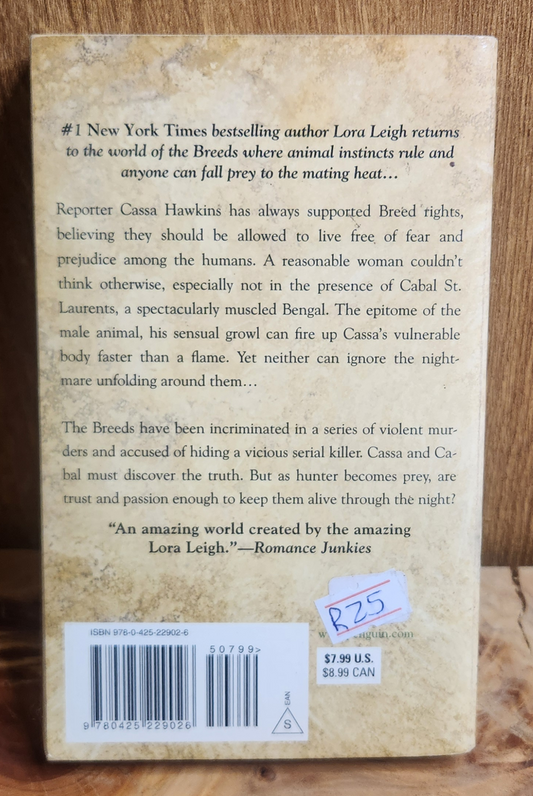 #1 New York Times bestselling author Lora Leigh returns
to the world of the Breeds where animal instincts rule and
anyone can fall prey to the mating heat...
Reporter Cassa Hawkins has always supported Breed rights,
believing they should be allowed to live free of fear and
prejudice among the humans. A reasonable woman couldn't
think otherwise, especially not in the presence of Cabal St.
Laurents, a spectacularly muscled Bengal. The epitome of the
male animal, his sensual growl can fire up Cassa's vulnerable
body faster than a flame. Yet neither can ignore the night-
mare unfolding around them...
The Breeds have been incriminated in a series of violent mur-
ders and accused of hiding a vicious serial killer. Cassa and Ca-
bal must discover the truth. But as hunter becomes prey, are
trust and passion enough to keep them alive through the night?
"An amazing world created by the amazing
Lora Leigh."—Romance Junkies
R25
ISBN 978-0-425-22902-6
50799>
$7.99 U.S.
$8.99 CAN
9 780425 229026
EAN
S